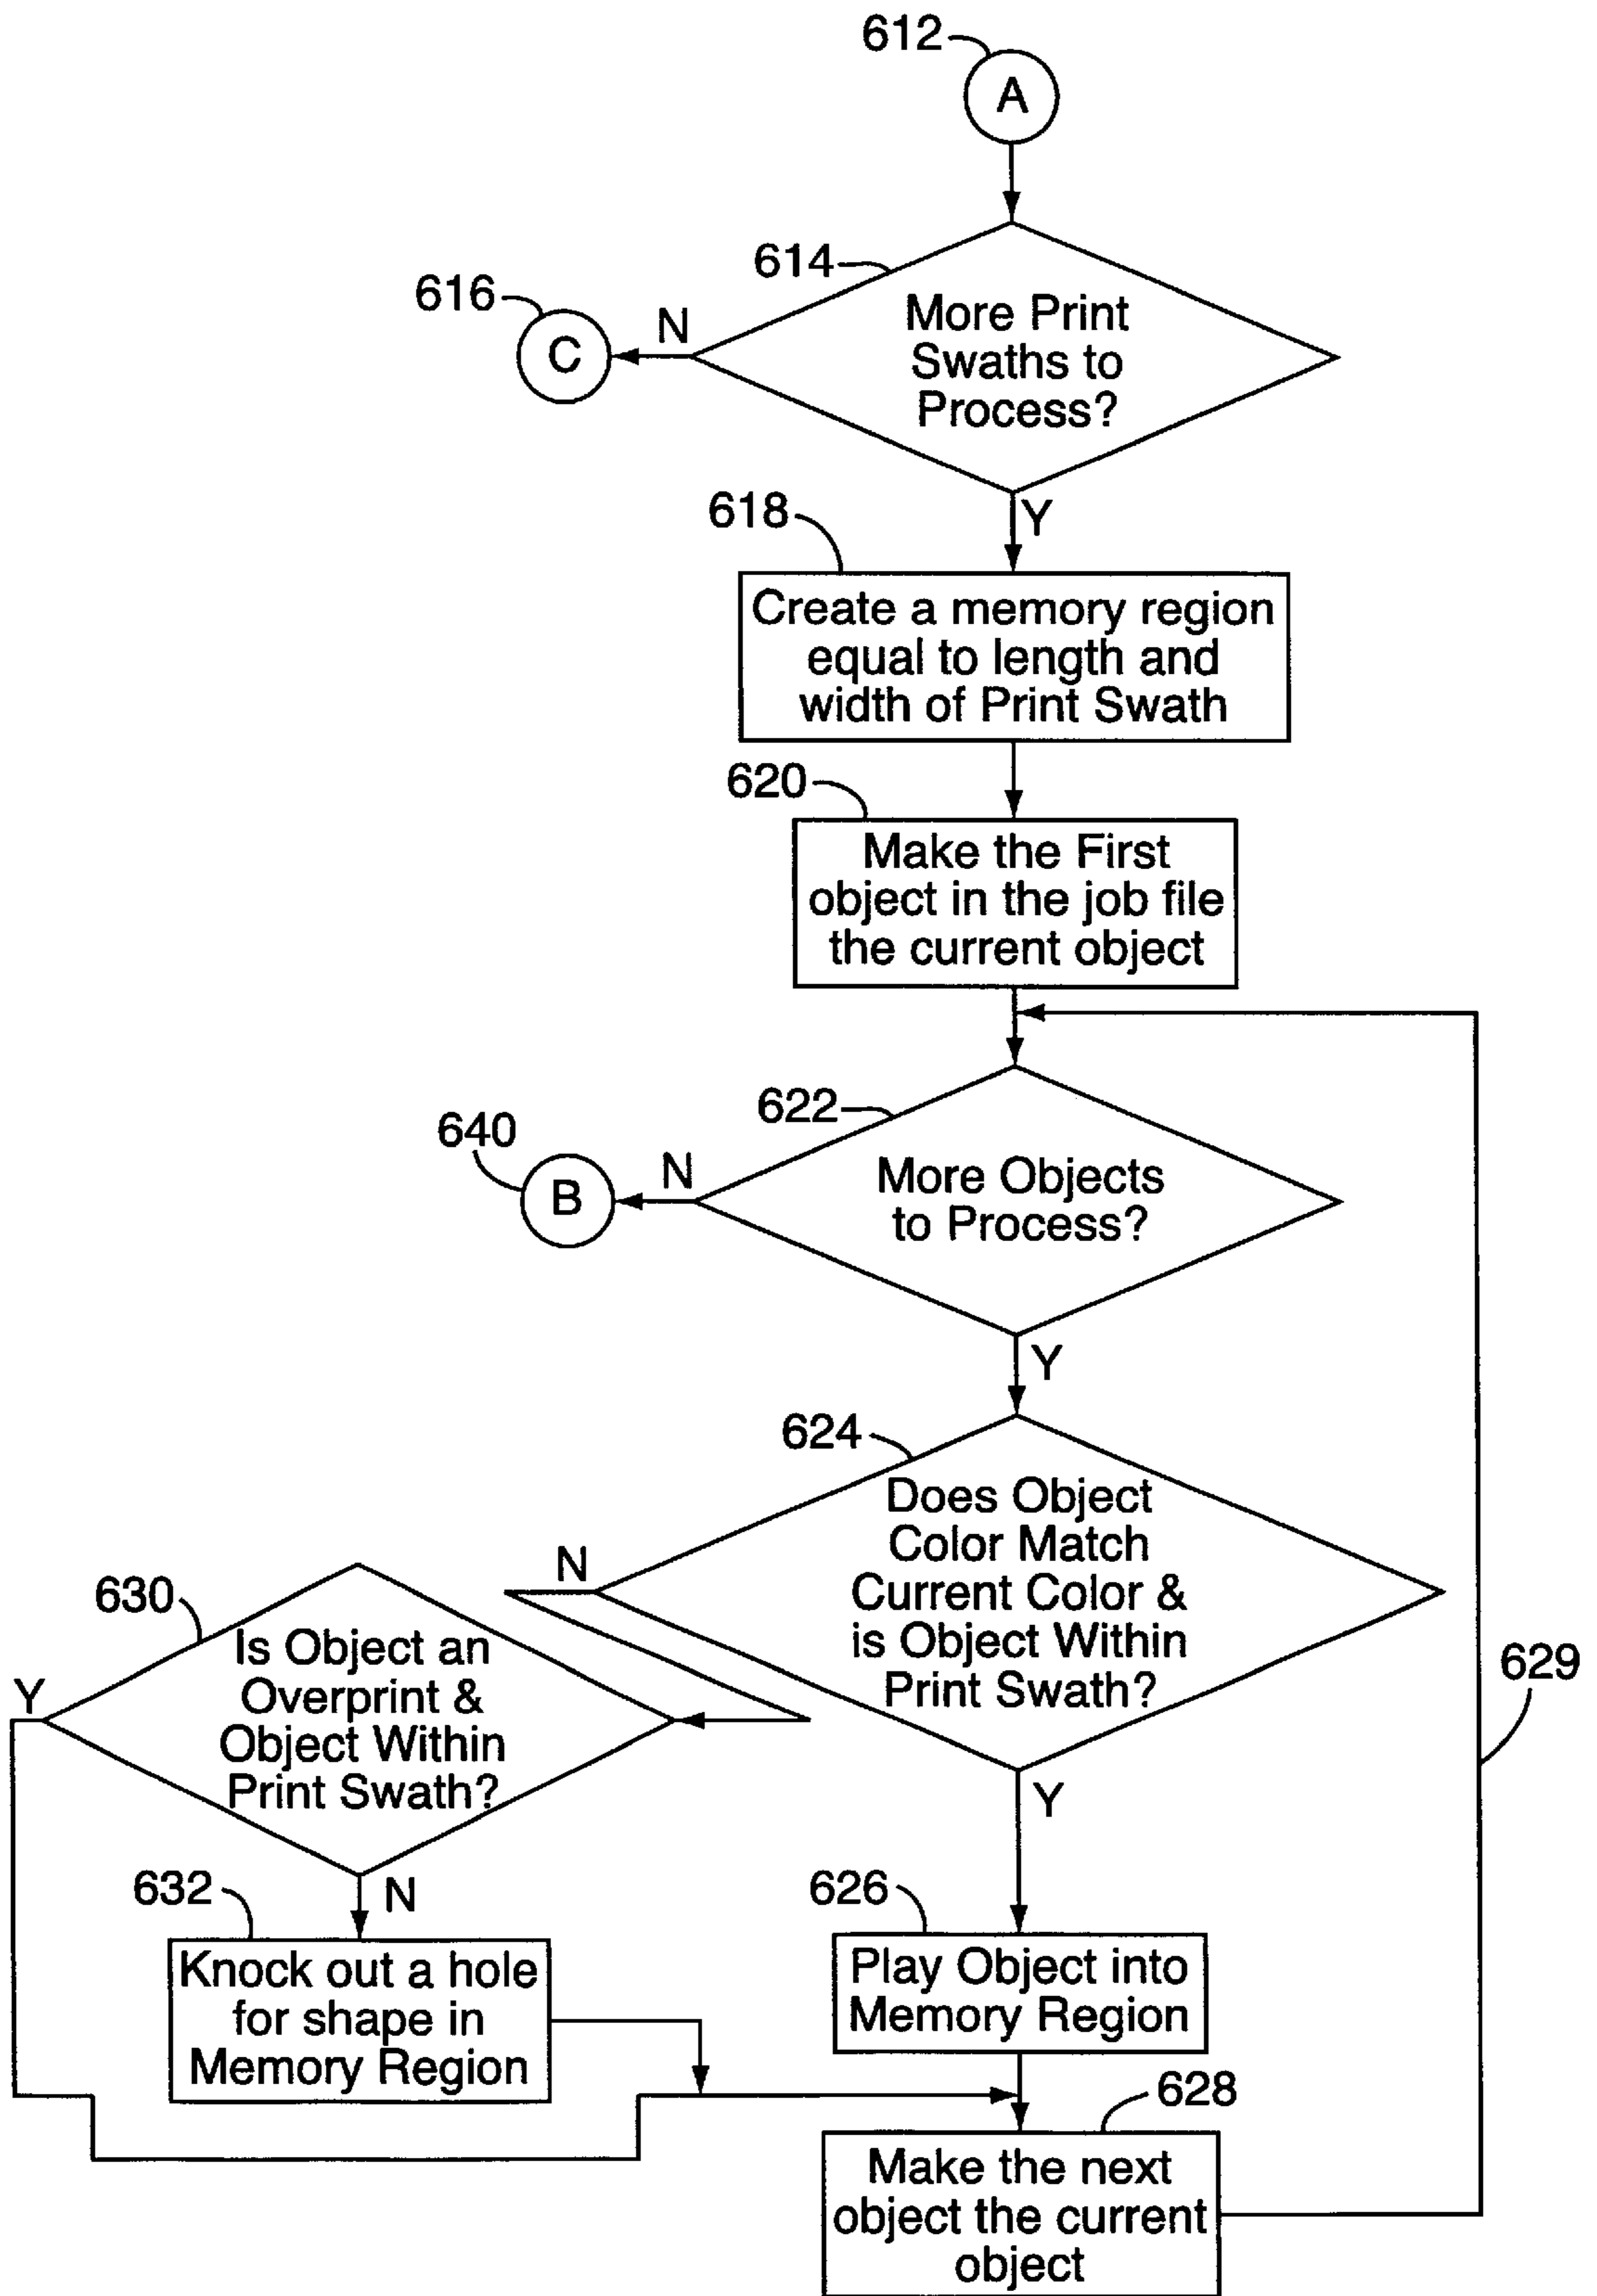 612
A
614
More Print
Swaths to
Process?
616
C
N
Y
618
Create a memory region
equal to length and
width of Print Swath
620
Make the First
object in the job file
the current object
622
More Objects
to Process?
640
B
N
Y
624
Does Object
Color Match
Current Color &
is Object Within
Print Swath?
N
630
Is Object an
Overprint &
Object Within
Print Swath?
Y
629
Y
N
632
Knock out a hole
for shape in
Memory Region
626
Play Object into
Memory Region
628
Make the next
object the current
object